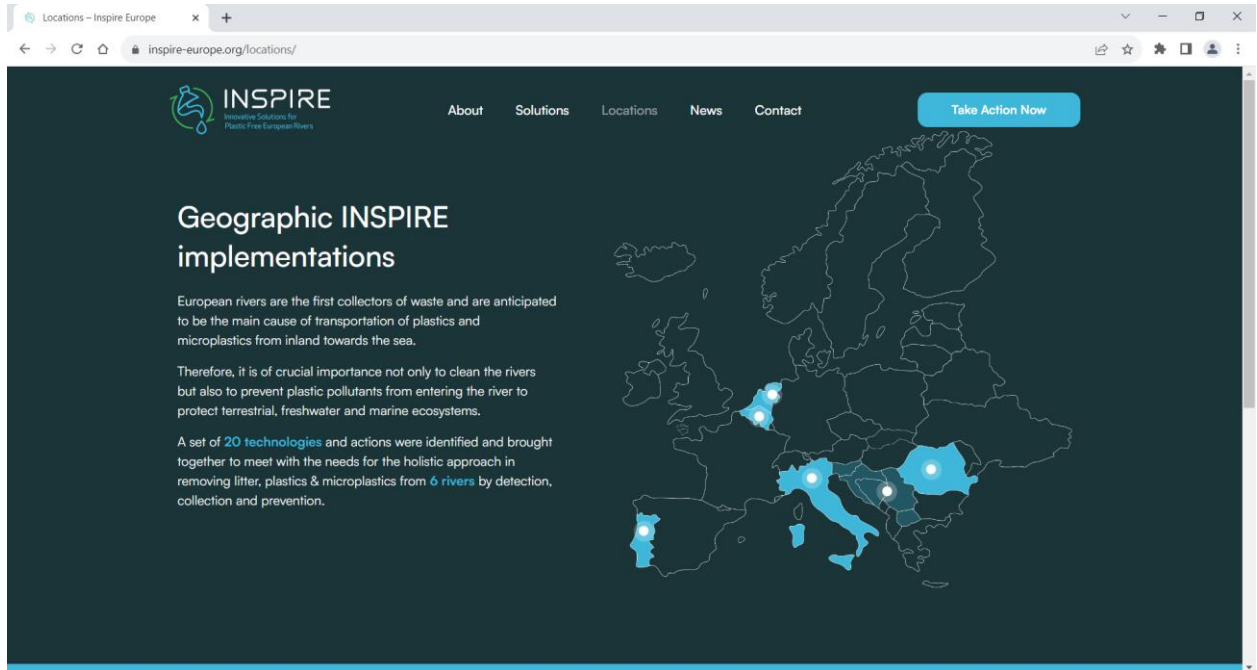 Locations – Inspire Europe
inspire-europe.org/locations/
INSPIRE
Innovative Solutions for
Plastic Free European Rivers
About Solutions Locations News Contact
Take Action Now
Geographic INSPIRE
implementations
European rivers are the first collectors of waste and are anticipated
to be the main cause of transportation of plastics and
microplastics from inland towards the sea.
Therefore, it is of crucial importance not only to clean the rivers
but also to prevent plastic pollutants from entering the river to
protect terrestrial, freshwater and marine ecosystems.
A set of 20 technologies and actions were identified and brought
together to meet with the needs for the holistic approach in
removing litter, plastics & microplastics from 6 rivers by detection,
collection and prevention.